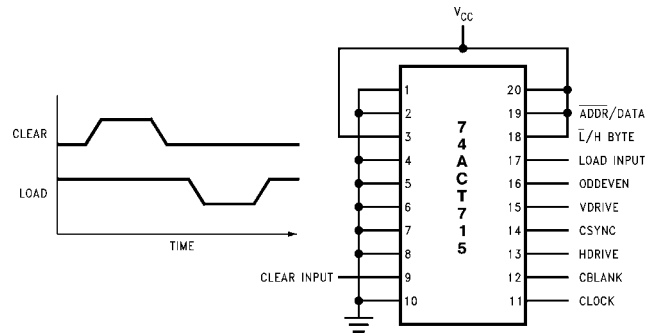 V_CC
CLEAR
LOAD
TIME
CLEAR INPUT
1
2
3
4
5
6
7
8
9
10
74ACT715
20
19
18
17
16
15
14
13
12
11
A̅D̅D̅R̅/DATA
L̅/H BYTE
LOAD INPUT
ODDEVEN
VDRIVE
CSYNC
HDRIVE
CBLANK
CLOCK